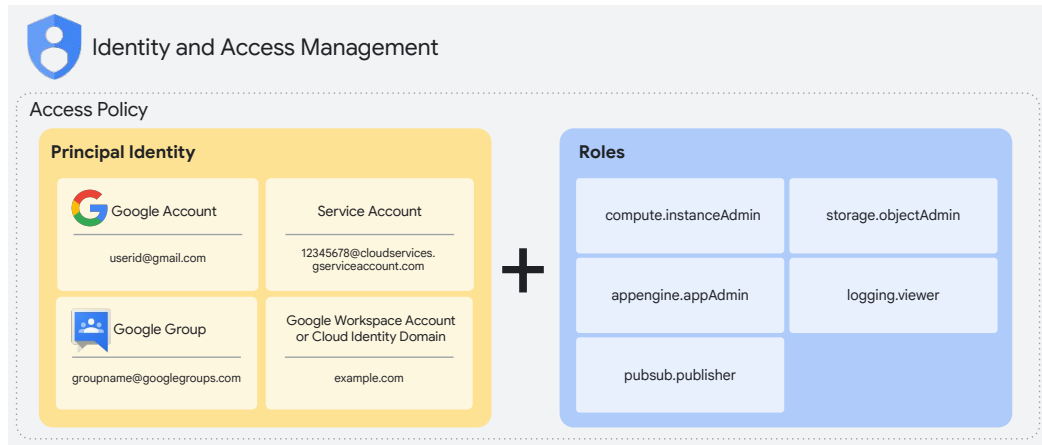 Identity and Access Management
Access Policy
Principal Identity
Google Account
userid@gmail.com
Service Account
12345678@cloudservices.
gserviceaccount.com
Google Group
groupname@googlegroups.com
Google Workspace Account
or Cloud Identity Domain
example.com
+
Roles
compute.instanceAdmin
storage.objectAdmin
appengine.appAdmin
logging.viewer
pubsub.publisher